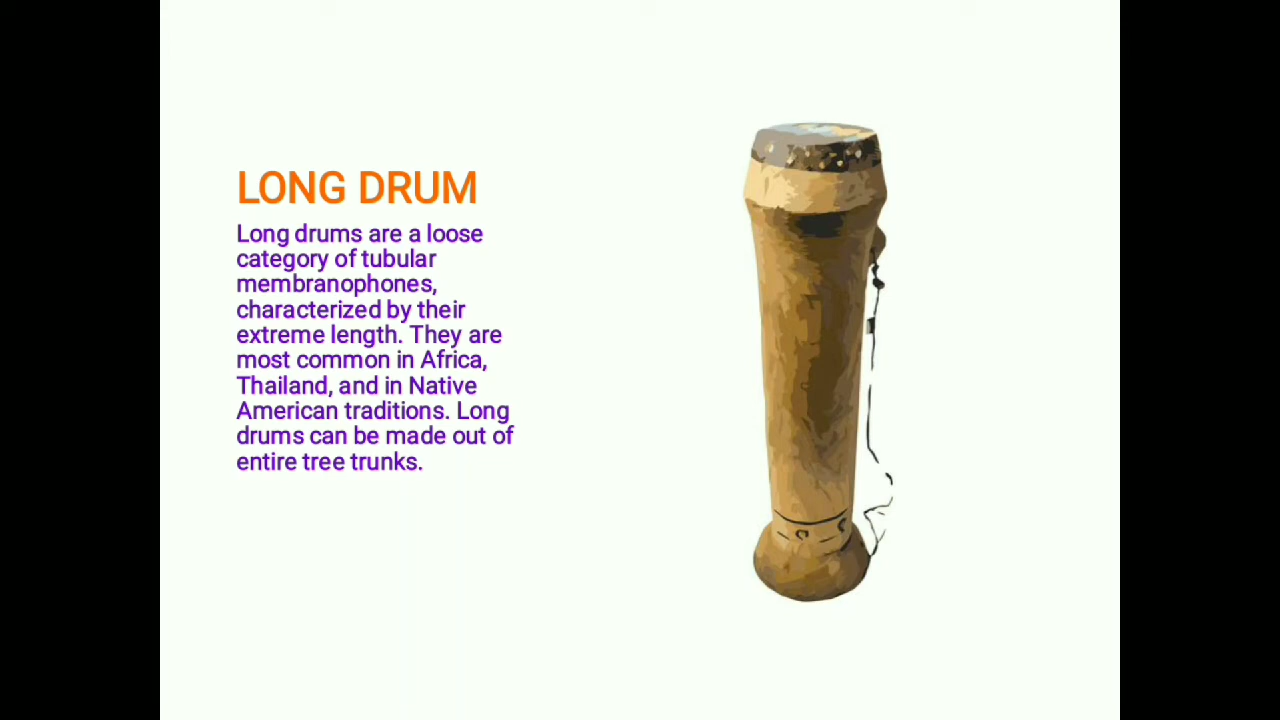 LONG DRUM
Long drums are a loose
category of tubular
membranophones,
characterized by their
extreme length. They are
most common in Africa,
Thailand, and in Native
American traditions. Long
drums can be made out of
entire tree trunks.